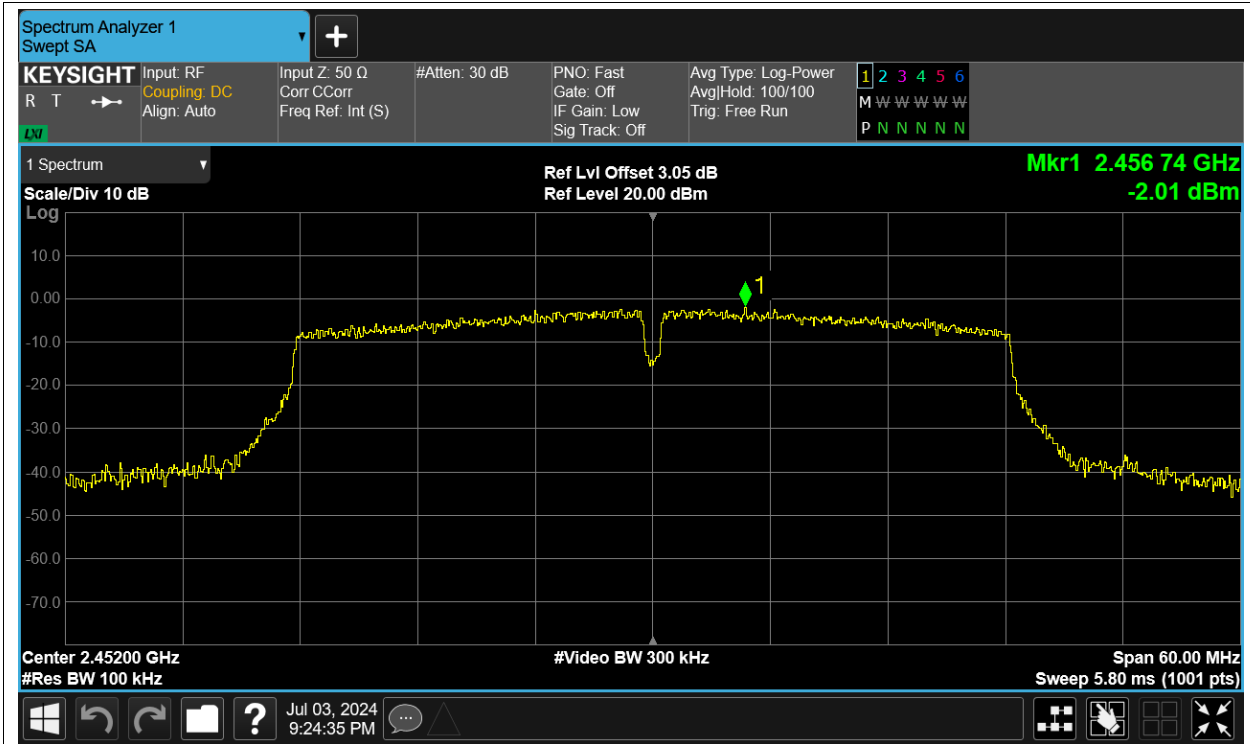 Spectrum Analyzer 1
Swept SA
KEYSIGHT
R T
LXI
Input: RF
Coupling: DC
Align: Auto
Input Z: 50 Ω
Corr CCorr
Freq Ref: Int (S)
#Atten: 30 dB
PNO: Fast
Gate: Off
IF Gain: Low
Sig Track: Off
Avg Type: Log-Power
Avg|Hold: 100/100
Trig: Free Run
1 2 3 4 5 6
M W W W W W
P N N N N N
1 Spectrum
Scale/Div 10 dB
Log
Ref Lvl Offset 3.05 dB
Ref Level 20.00 dBm
Mkr1 2.456 74 GHz
-2.01 dBm
10.0
0.00
-10.0
-20.0
-30.0
-40.0
-50.0
-60.0
-70.0
1
Center 2.45200 GHz
#Res BW 100 kHz
#Video BW 300 kHz
Span 60.00 MHz
Sweep 5.80 ms (1001 pts)
?
Jul 03, 2024
9:24:35 PM